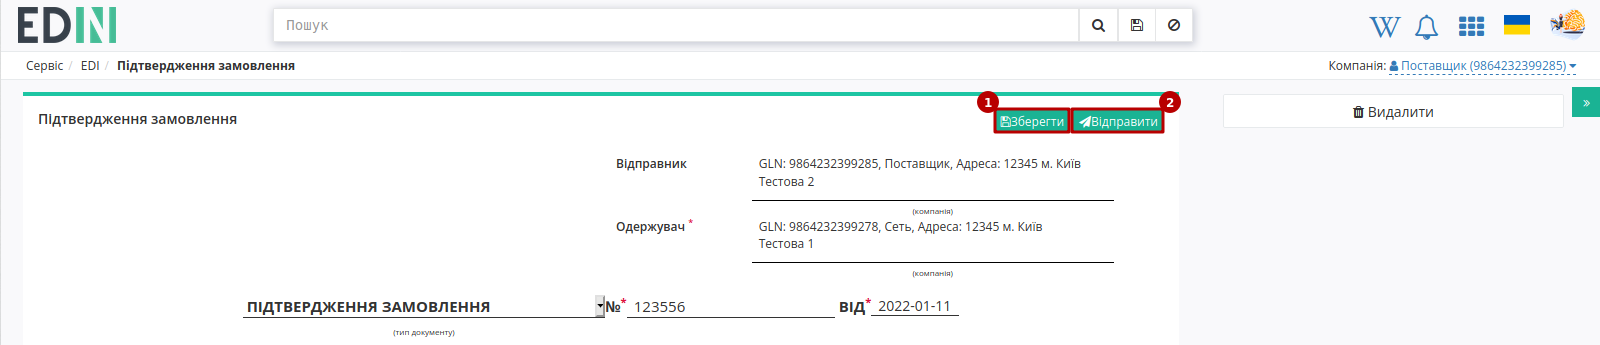 EDIN
Пошук
W
Сервіс / EDI / Підтвердження замовлення
Компанія: Поставщик (9864232399285)
1
2
»
Підтвердження замовлення
Зберегти
Відправити
Видалити
Відправник
GLN: 9864232399285, Поставщик, Адреса: 12345 м. Київ
Тестова 2
(компанія)
Одержувач *
GLN: 9864232399278, Сеть, Адреса: 12345 м. Київ
Тестова 1
(компанія)
ПІДТВЕРДЖЕННЯ ЗАМОВЛЕННЯ №* 123556 ВІД* 2022-01-11
(тип документу)